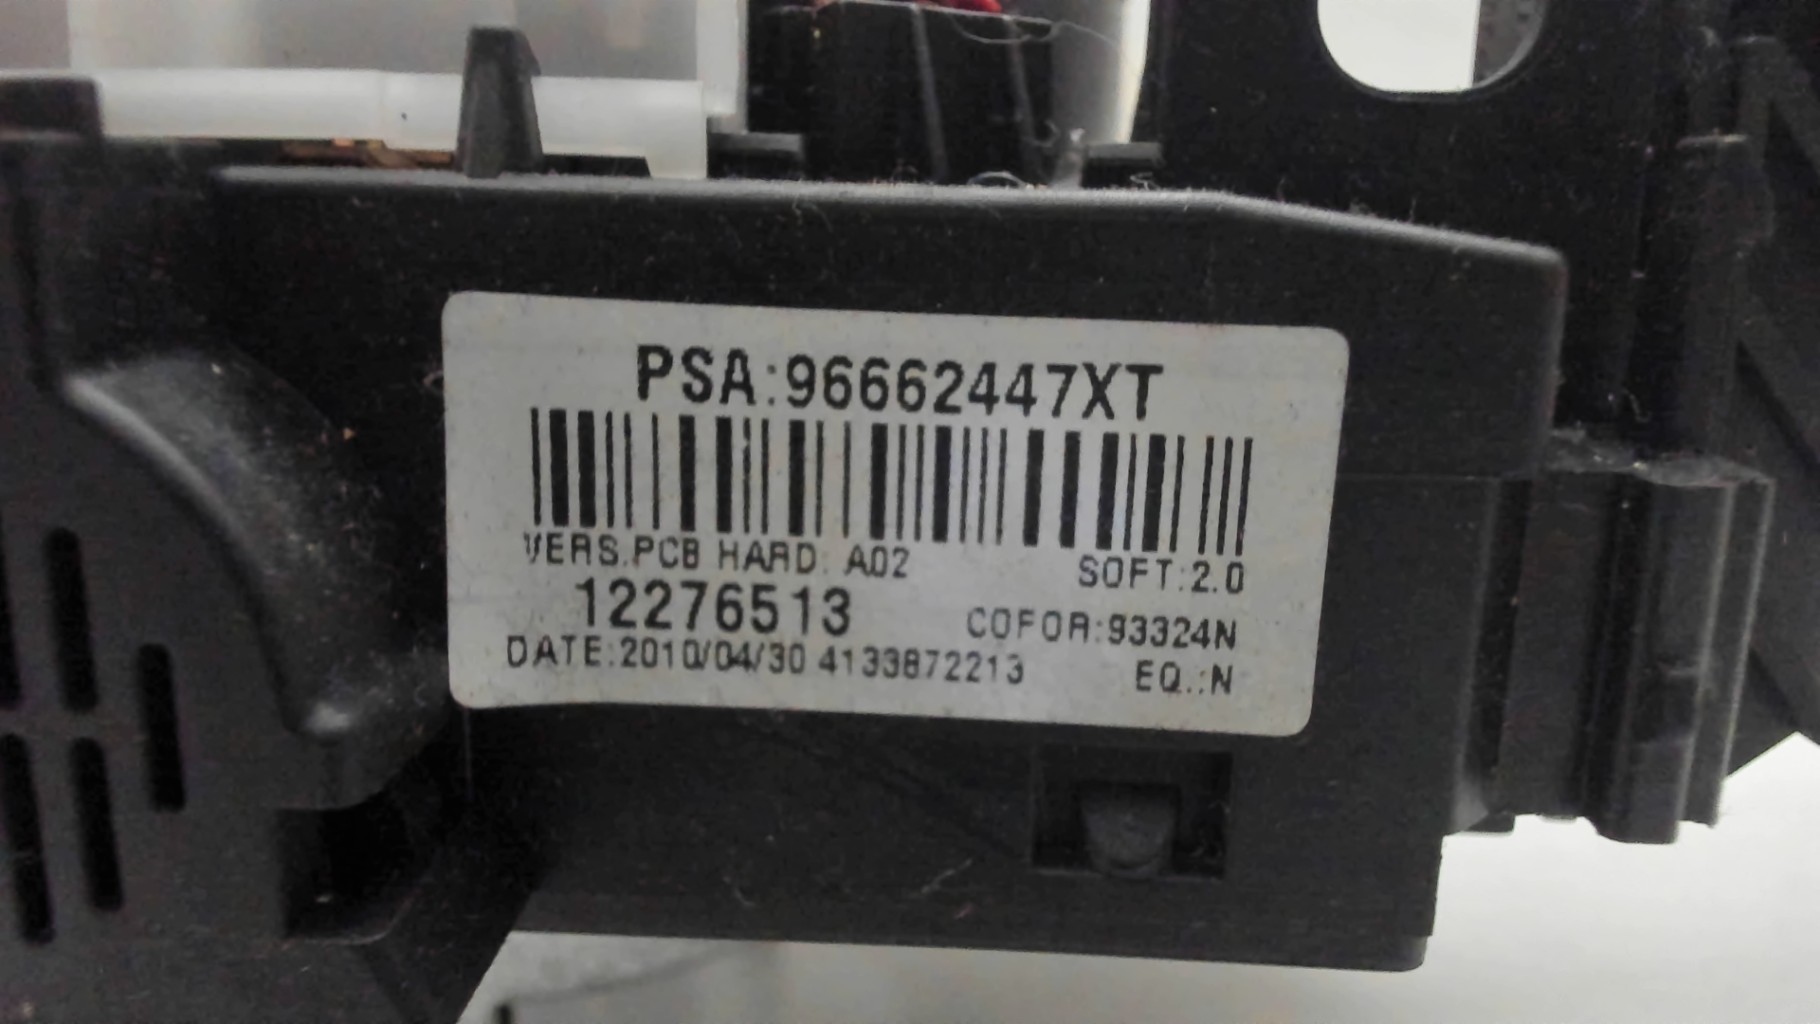 PSA:96662447XT
VERS.PCB HARD: A02 SOFT:2.0
12276513 COFOR:93324N
DATE:2010/04/30 4133872213 EQ.:N